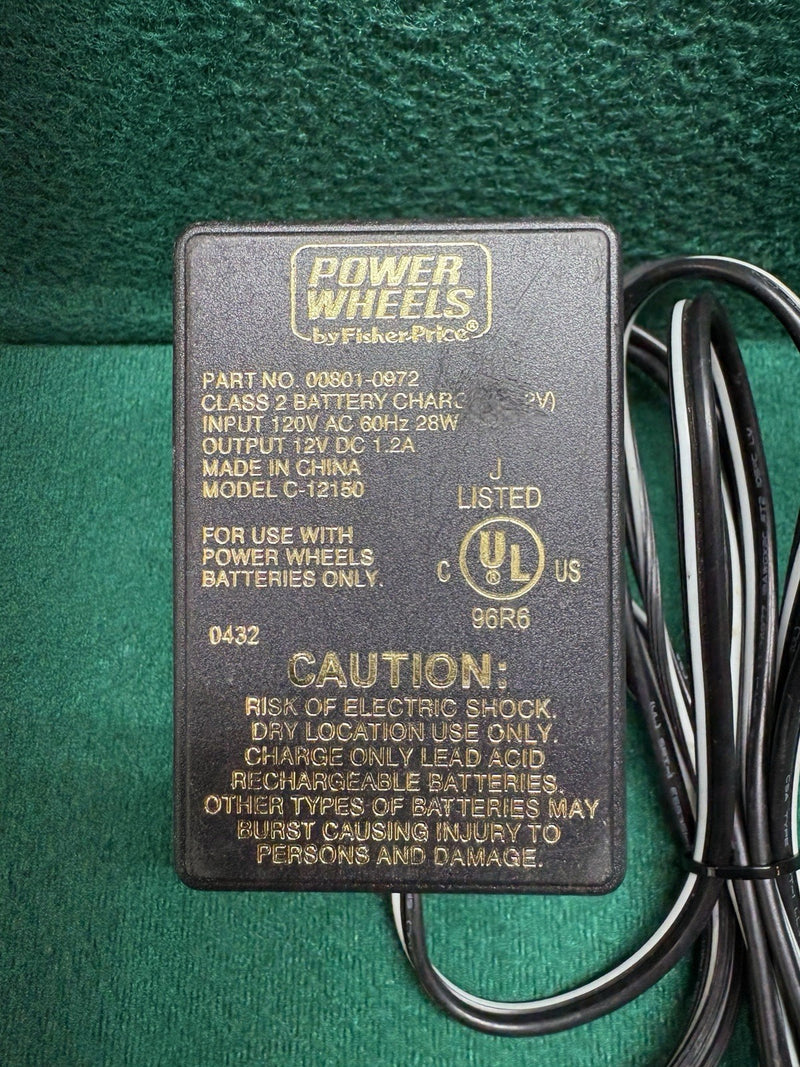 POWER
WHEELS
by Fisher-Price®
PART NO. 00801-0972
CLASS 2 BATTERY
INPUT 120V AC 60Hz 28W
OUTPUT 12V DC 1.2A
MADE IN CHINA
MODEL C-12150
J
LISTED
FOR USE WITH
POWER WHEELS
BATTERIES ONLY.
C UL® US
96R6
0432
CAUTION:
RISK OF ELECTRIC SHOCK.
DRY LOCATION USE ONLY.
CHARGE ONLY LEAD ACID
RECHARGEABLE BATTERIES.
OTHER TYPES OF BATTERIES MAY
BURST CAUSING INJURY TO
PERSONS AND DAMAGE.